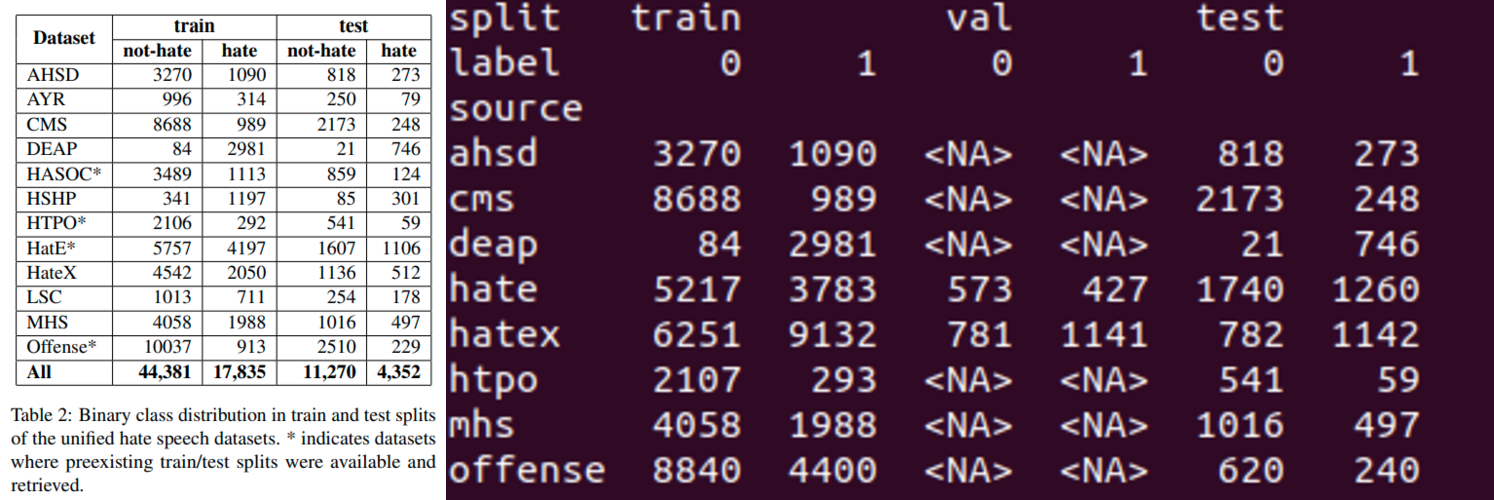 Dataset train test
not-hate hate not-hate hate
AHSD 3270 1090 818 273
AYR 996 314 250 79
CMS 8688 989 2173 248
DEAP 84 2981 21 746
HASOC* 3489 1113 859 124
HSHP 341 1197 85 301
HTPO* 2106 292 541 59
HatE* 5757 4197 1607 1106
HateX 4542 2050 1136 512
LSC 1013 711 254 178
MHS 4058 1988 1016 497
Offense* 10037 913 2510 229
All 44,381 17,835 11,270 4,352
Table 2: Binary class distribution in train and test splits
of the unified hate speech datasets. * indicates datasets
where preexisting train/test splits were available and
retrieved.
split train val test
label 0 1 0 1 0 1
source
ahsd 3270 1090 <NA> <NA> 818 273
cms 8688 989 <NA> <NA> 2173 248
deap 84 2981 <NA> <NA> 21 746
hate 5217 3783 573 427 1740 1260
hatex 6251 9132 781 1141 782 1142
htpo 2107 293 <NA> <NA> 541 59
mhs 4058 1988 <NA> <NA> 1016 497
offense 8840 4400 <NA> <NA> 620 240